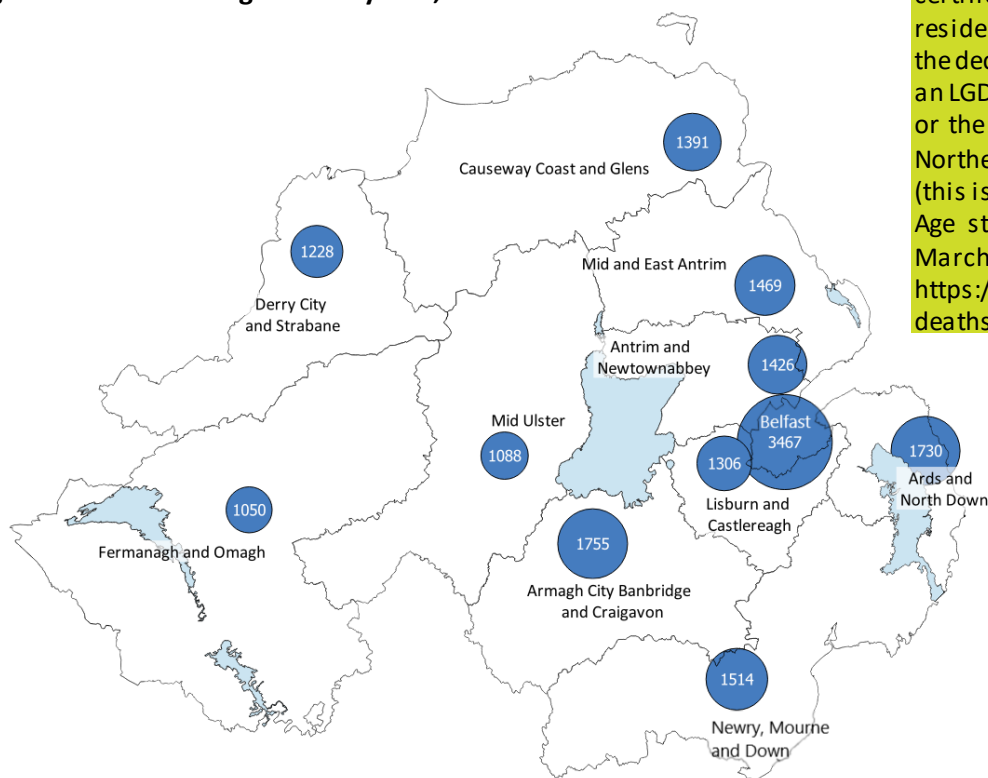 reside
the dec
an LGD
or the
Northe
(this is
Age st
March
https:/
deaths
1391
Causeway Coast and Glens
1228
Derry City
and Strabane
Mid and East Antrim
1469
Antrim and
Newtownabbey
1426
Belfast
3467
Mid Ulster
1088
1306
Lisburn and
Castlereagh
1730
Ards and
North Down
1050
Fermanagh and Omagh
1755
Armagh City Banbridge
and Craigavon
1514
Newry, Mourne
and Down